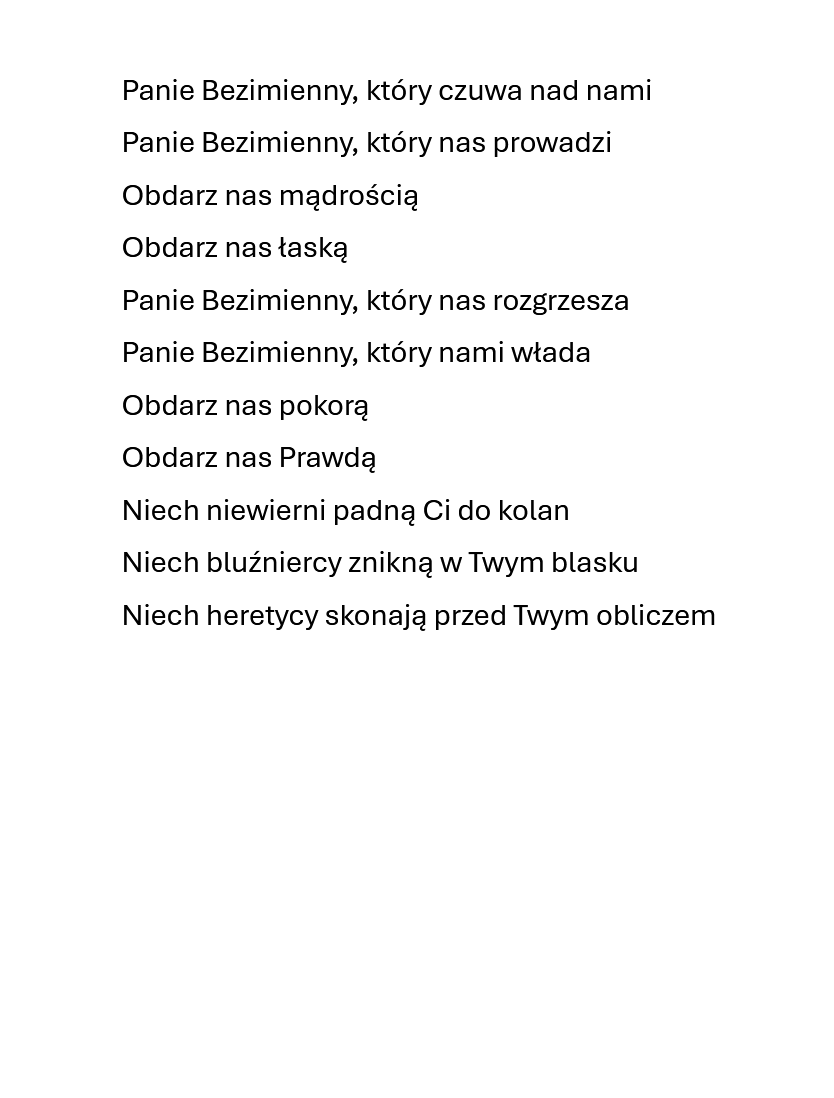 Panie Bezimienny, który czuwa nad nami
Panie Bezimienny, który nas prowadzi
Obdarz nas mądrością
Obdarz nas łaską
Panie Bezimienny, który nas rozgrzesza
Panie Bezimienny, który nami włada
Obdarz nas pokorą
Obdarz nas Prawdą
Niech niewierni padną Ci do kolan
Niech bluźniercy znikną w Twym blasku
Niech heretycy skonają przed Twym obliczem